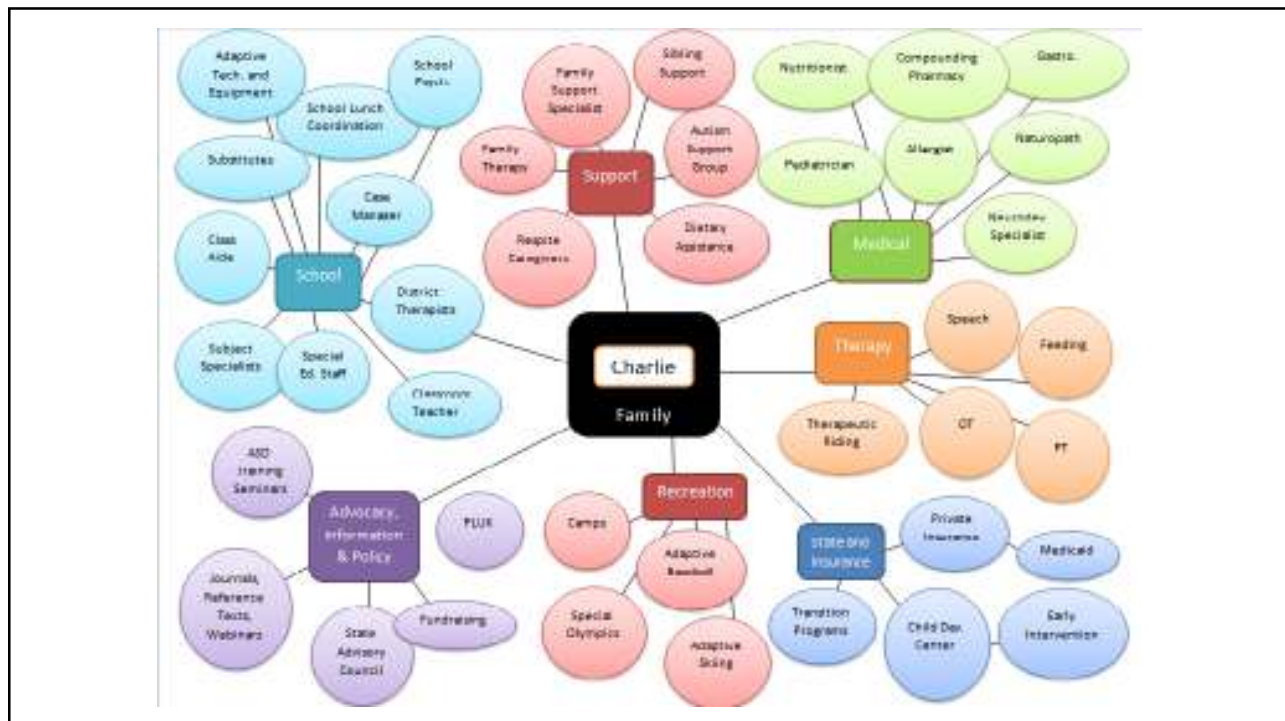 Adaptive
Tech. and
Equipment
School Lunch
Coordination
School
Substitutes
Case
Manager
Class
Aide
School
District
Therapists
Subject
Specialists
Special
Ed. Staff
Classroom
Teacher
Family
Support
Specialist
Sibling
Support
Family
Therapy
Autism
Support
Group
Support
Respite
Caregivers
Dietary
Assistance
Nutritionist
Compounding
Pharmacy
Gastro.
Pediatrician
Allergist
Naturopath
Medical
Neurodev
Specialist
Charlie
Family
Therapy
Speech
Feeding
Therapeutic
Riding
OT
PT
ASD
Training
Seminars
Advocacy,
Information
& Policy
PLUK
Journals,
Reference
Texts,
Webinars
State
Advisory
Council
Fundraising
Recreation
Camps
Adaptive
Baseball
Special
Olympics
Adaptive
Skiing
State and
Insurance
Private
Insurance
Medicaid
Transition
Programs
Child Dev.
Center
Early
Intervention